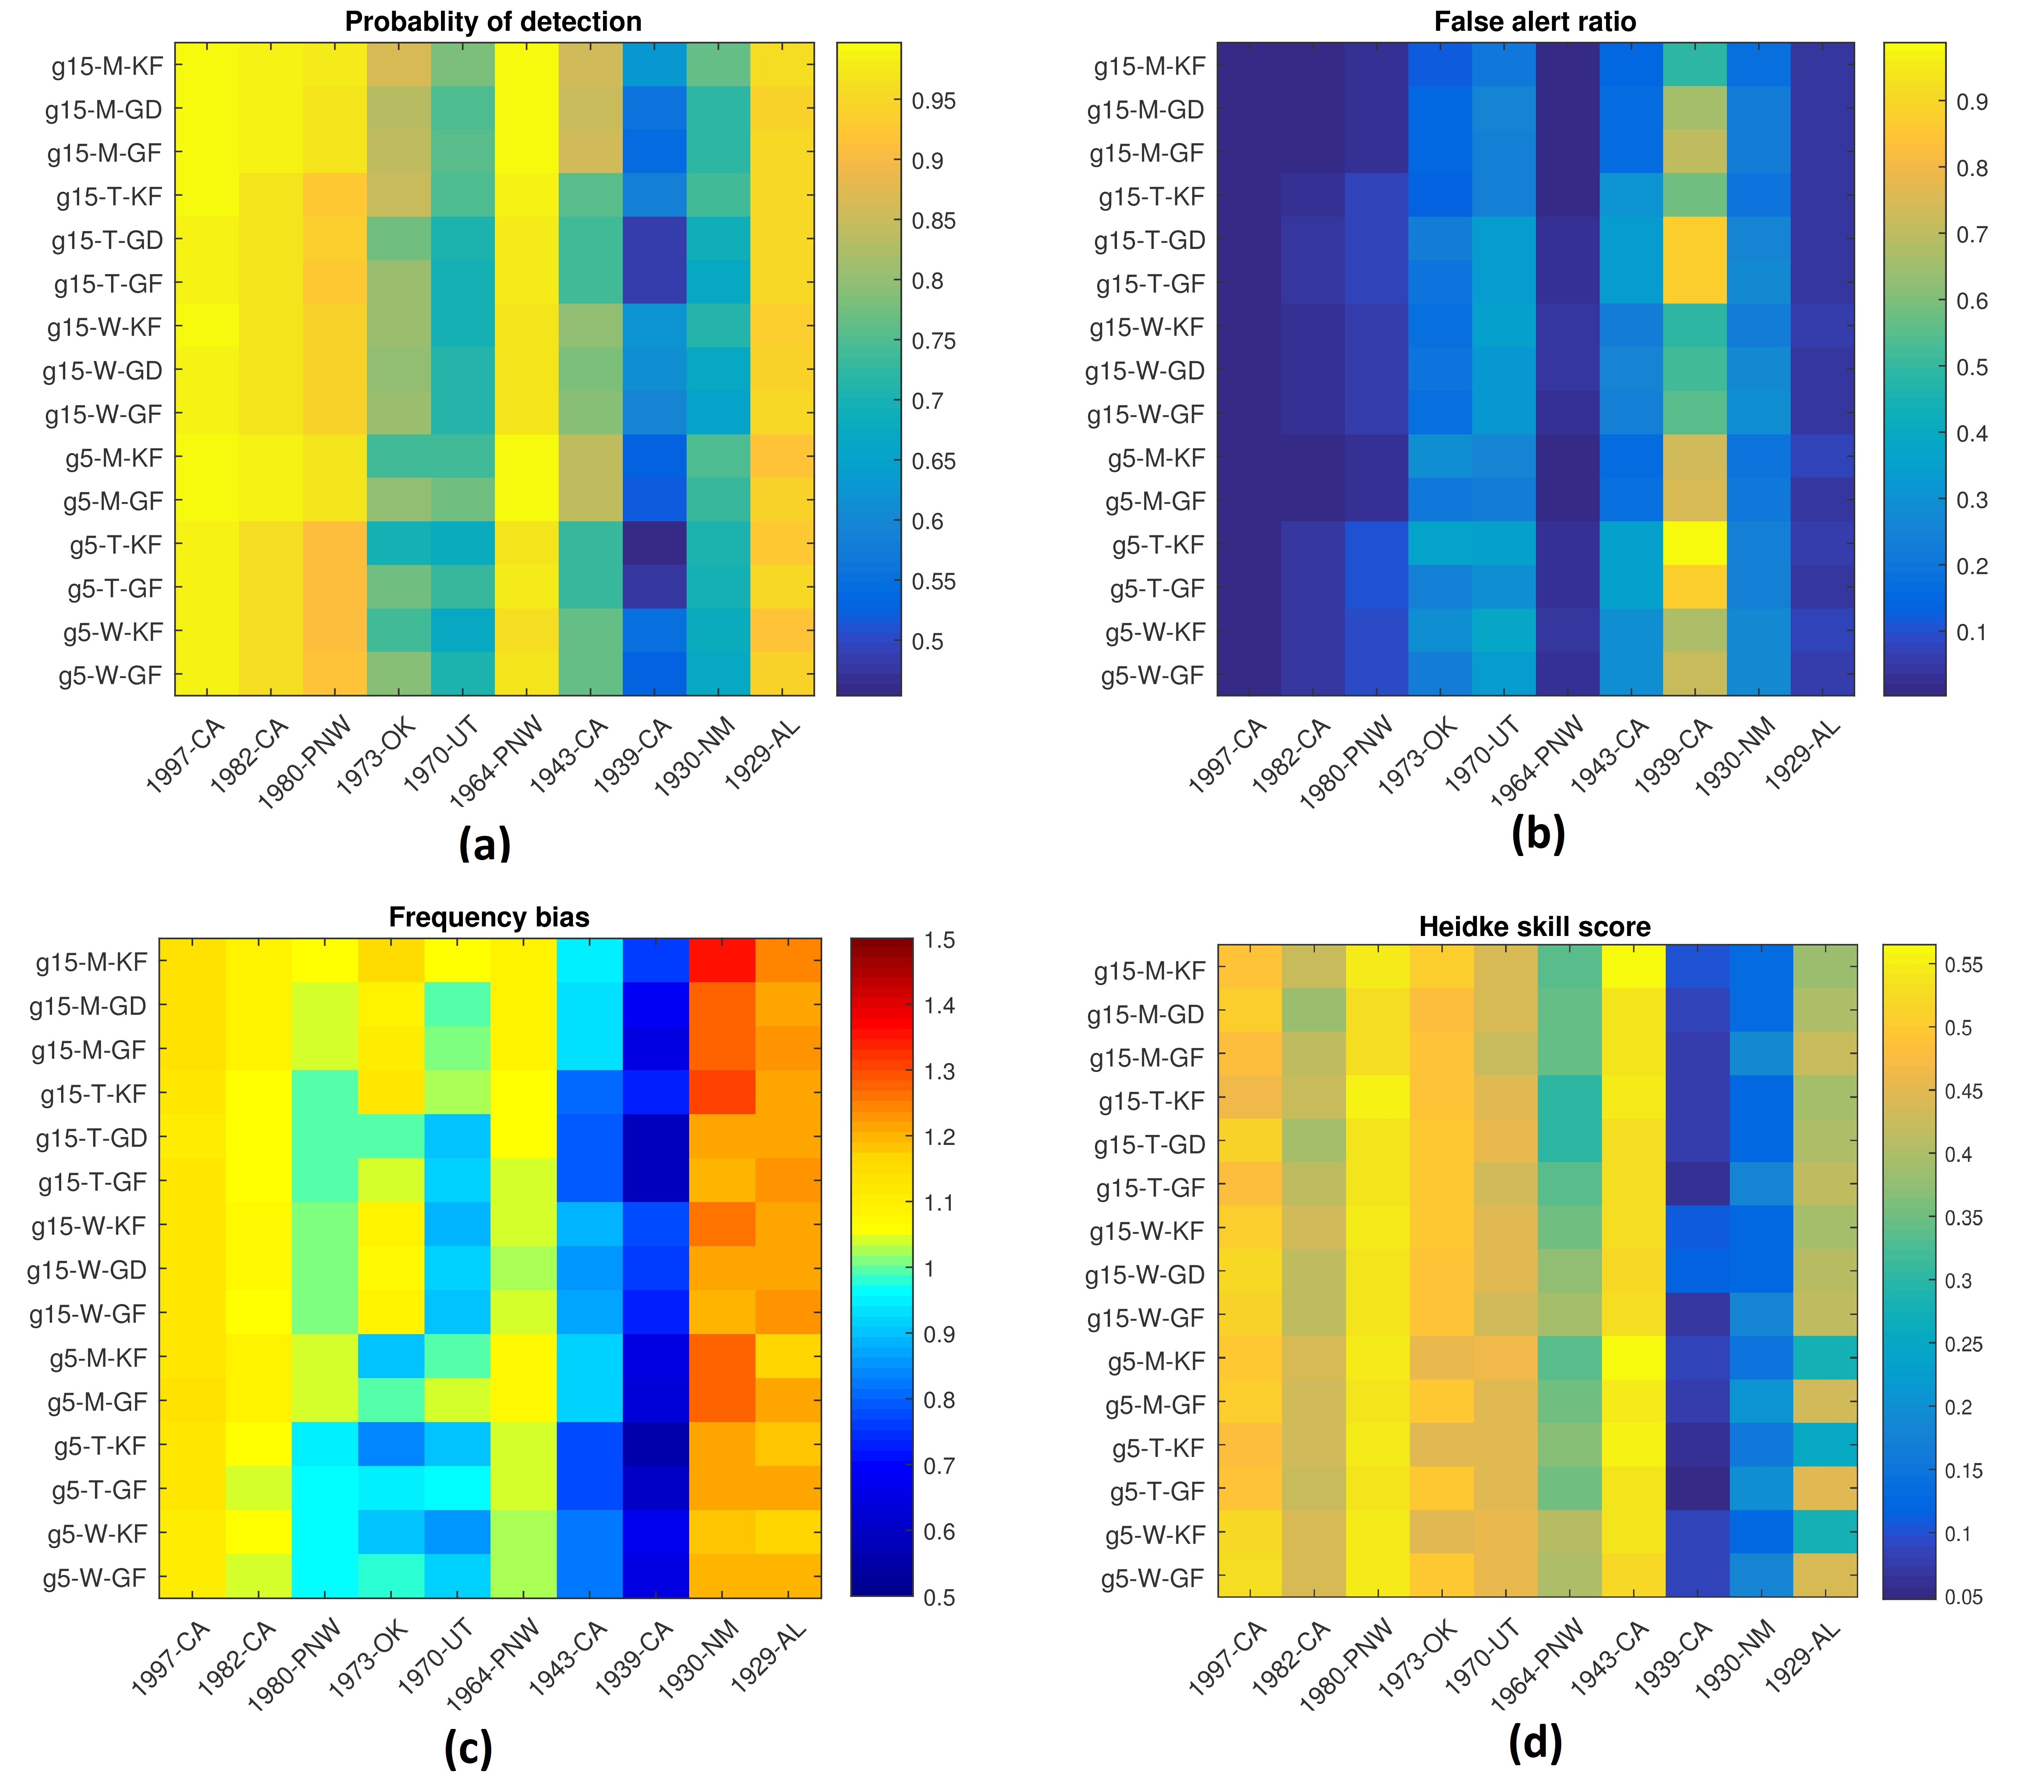 Probablity of detection
g15-M-KF
g15-M-GD
g15-M-GF
g15-T-KF
g15-T-GD
g15-T-GF
g15-W-KF
g15-W-GD
g15-W-GF
g5-M-KF
g5-M-GF
g5-T-KF
g5-T-GF
g5-W-KF
g5-W-GF
0.95
0.9
0.85
0.8
0.75
0.7
0.65
0.6
0.55
0.5
1997-CA
1982-CA
1980-PNW
1973-OK
1970-UT
1964-PNW
1943-CA
1939-CA
1930-NM
1929-AL
(a)
False alert ratio
g15-M-KF
g15-M-GD
g15-M-GF
g15-T-KF
g15-T-GD
g15-T-GF
g15-W-KF
g15-W-GD
g15-W-GF
g5-M-KF
g5-M-GF
g5-T-KF
g5-T-GF
g5-W-KF
g5-W-GF
0.9
0.8
0.7
0.6
0.5
0.4
0.3
0.2
0.1
1997-CA
1982-CA
1980-PNW
1973-OK
1970-UT
1964-PNW
1943-CA
1939-CA
1930-NM
1929-AL
(b)
Frequency bias
g15-M-KF
g15-M-GD
g15-M-GF
g15-T-KF
g15-T-GD
g15-T-GF
g15-W-KF
g15-W-GD
g15-W-GF
g5-M-KF
g5-M-GF
g5-T-KF
g5-T-GF
g5-W-KF
g5-W-GF
1.5
1.4
1.3
1.2
1.1
1
0.9
0.8
0.7
0.6
0.5
1997-CA
1982-CA
1980-PNW
1973-OK
1970-UT
1964-PNW
1943-CA
1939-CA
1930-NM
1929-AL
(c)
Heidke skill score
g15-M-KF
g15-M-GD
g15-M-GF
g15-T-KF
g15-T-GD
g15-T-GF
g15-W-KF
g15-W-GD
g15-W-GF
g5-M-KF
g5-M-GF
g5-T-KF
g5-T-GF
g5-W-KF
g5-W-GF
0.55
0.5
0.45
0.4
0.35
0.3
0.25
0.2
0.15
0.1
0.05
1997-CA
1982-CA
1980-PNW
1973-OK
1970-UT
1964-PNW
1943-CA
1939-CA
1930-NM
1929-AL
(d)